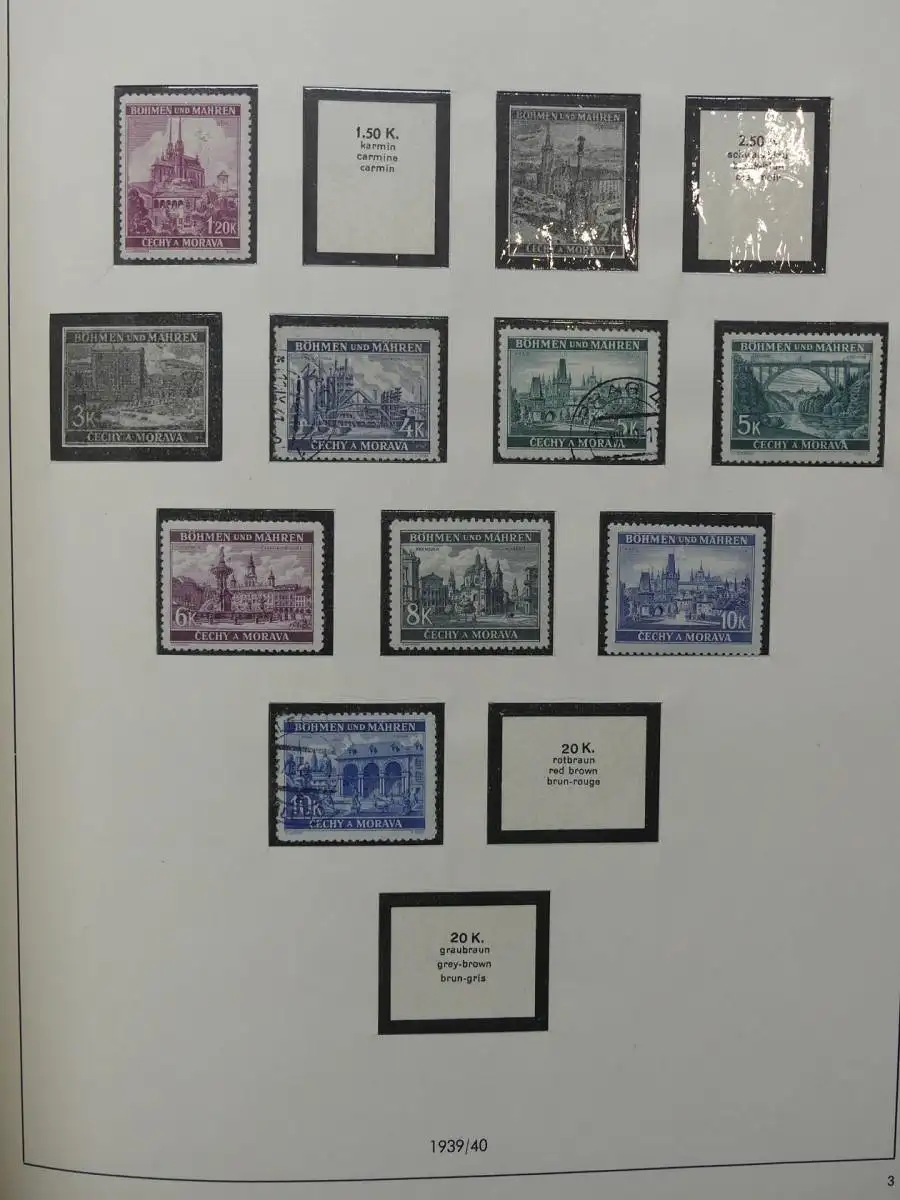 BÖHMEN UND MÄHREN
1.20K
ČECHY A MORAVA
1.50 K.
karmin
carmine
carmin
BÖHMEN UND MÄHREN
2K
ČECHY A MORAVA
2.50
BÖHMEN UND MÄHREN
3K
ČECHY A MORAVA
BÖHMEN UND MÄHREN
4K
ČECHY A MORAVA
BÖHMEN UND MÄHREN
5K
ČECHY A MORAVA
BÖHMEN UND MÄHREN
5K
ČECHY A MORAVA
BÖHMEN UND MÄHREN
6K
ČECHY A MORAVA
BÖHMEN UND MÄHREN
8K
ČECHY A MORAVA
BÖHMEN UND MÄHREN
10K
ČECHY A MORAVA
BÖHMEN UND MÄHREN
10K
ČECHY A MORAVA
20 K.
rotbraun
red brown
brun-rouge
20 K.
graubraun
grey-brown
brun-gris
1939/40
3